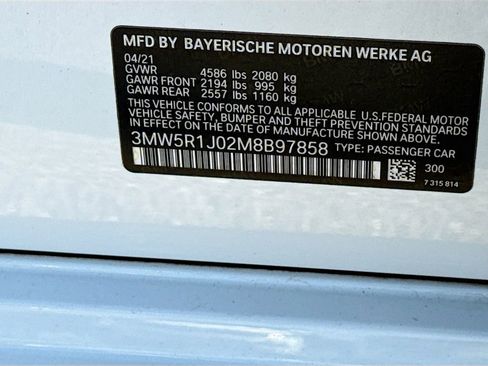 MFD BY BAYERISCHE MOTOREN WERKE AG
04/21
GVWR 4586 lbs 2080 kg
GAWR FRONT 2194 lbs 995 kg
GAWR REAR 2557 lbs 1160 kg
THIS VEHICLE CONFORMS TO ALL APPLICABLE U.S.FEDERAL MOTOR
VEHICLE SAFETY, BUMPER AND THEFT PREVENTION STANDARDS
IN EFFECT ON THE DATE OF MANUFACTURE SHOWN ABOVE.
3MW5R1J02M8B97858 TYPE: PASSENGER CAR
300
7 315 814